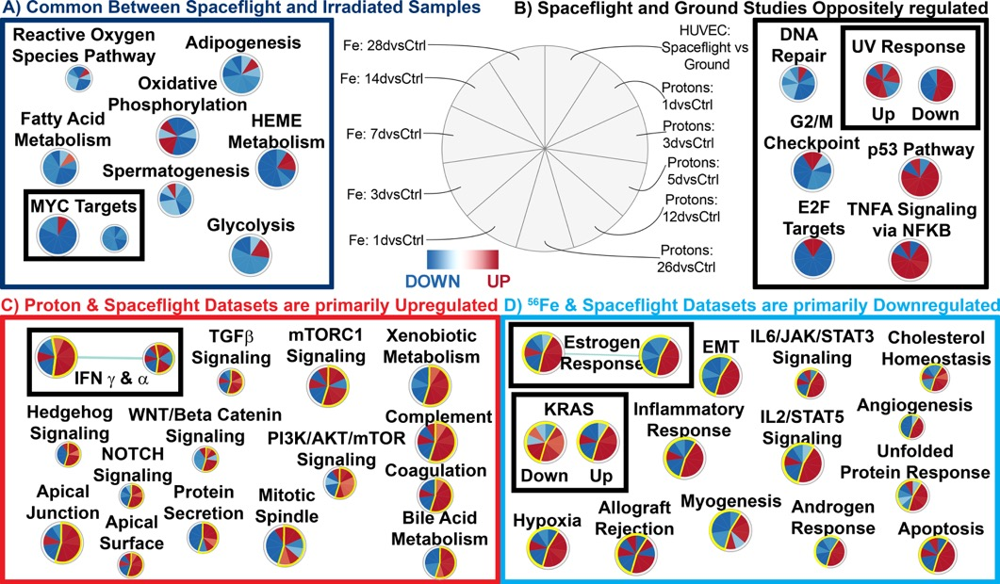 A) Common Between Spaceflight and Irradiated Samples
Reactive Oxygen
Species Pathway
Adipogenesis
Oxidative
Phosphorylation
Fatty Acid
Metabolism
HEME
Metabolism
Spermatogenesis
MYC Targets
Glycolysis
Fe: 28dvsCtrl
Fe: 14dvsCtrl
Fe: 7dvsCtrl
Fe: 3dvsCtrl
Fe: 1dvsCtrl
HUVEC:
Spaceflight vs
Ground
Protons:
1dvsCtrl
Protons:
3dvsCtrl
Protons:
5dvsCtrl
Protons:
12dvsCtrl
Protons:
26dvsCtrl
DOWN
UP
B) Spaceflight and Ground Studies Oppositely regulated
DNA
Repair
UV Response
Up
Down
G2/M
Checkpoint
p53 Pathway
E2F
Targets
TNFA Signaling
via NFKB
C) Proton & Spaceflight Datasets are primarily Upregulated
IFN γ & α
TGFβ
Signaling
mTORC1
Signaling
Xenobiotic
Metabolism
Hedgehog
Signaling
WNT/Beta Catenin
Signaling
Complement
NOTCH
Signaling
PI3K/AKT/mTOR
Signaling
Coagulation
Apical
Junction
Apical
Surface
Protein
Secretion
Mitotic
Spindle
Bile Acid
Metabolism
D) ⁵⁶Fe & Spaceflight Datasets are primarily Downregulated
Estrogen
Response
EMT
IL6/JAK/STAT3
Signaling
Cholesterol
Homeostasis
KRAS
Down
Up
Inflammatory
Response
IL2/STAT5
Signaling
Angiogenesis
Unfolded
Protein Response
Hypoxia
Allograft
Rejection
Myogenesis
Androgen
Response
Apoptosis